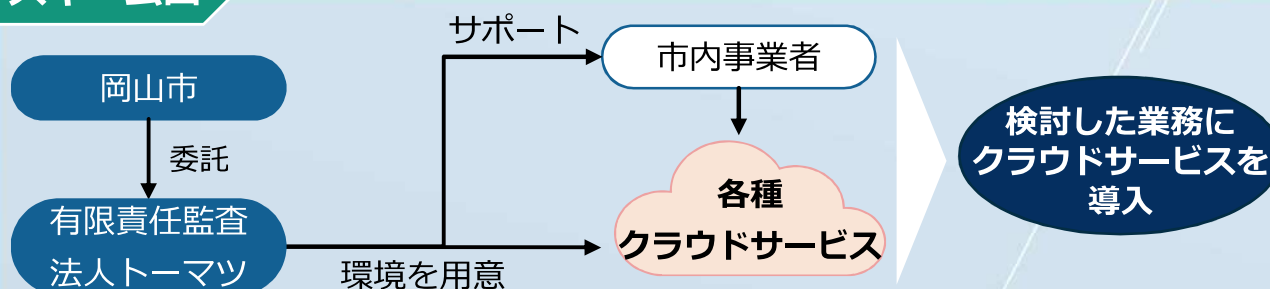 サポート
岡山市
市内事業者
委託
有限責任監査
法人トーマツ
環境を用意
各種
クラウドサービス
検討した業務に
クラウドサービスを
導入